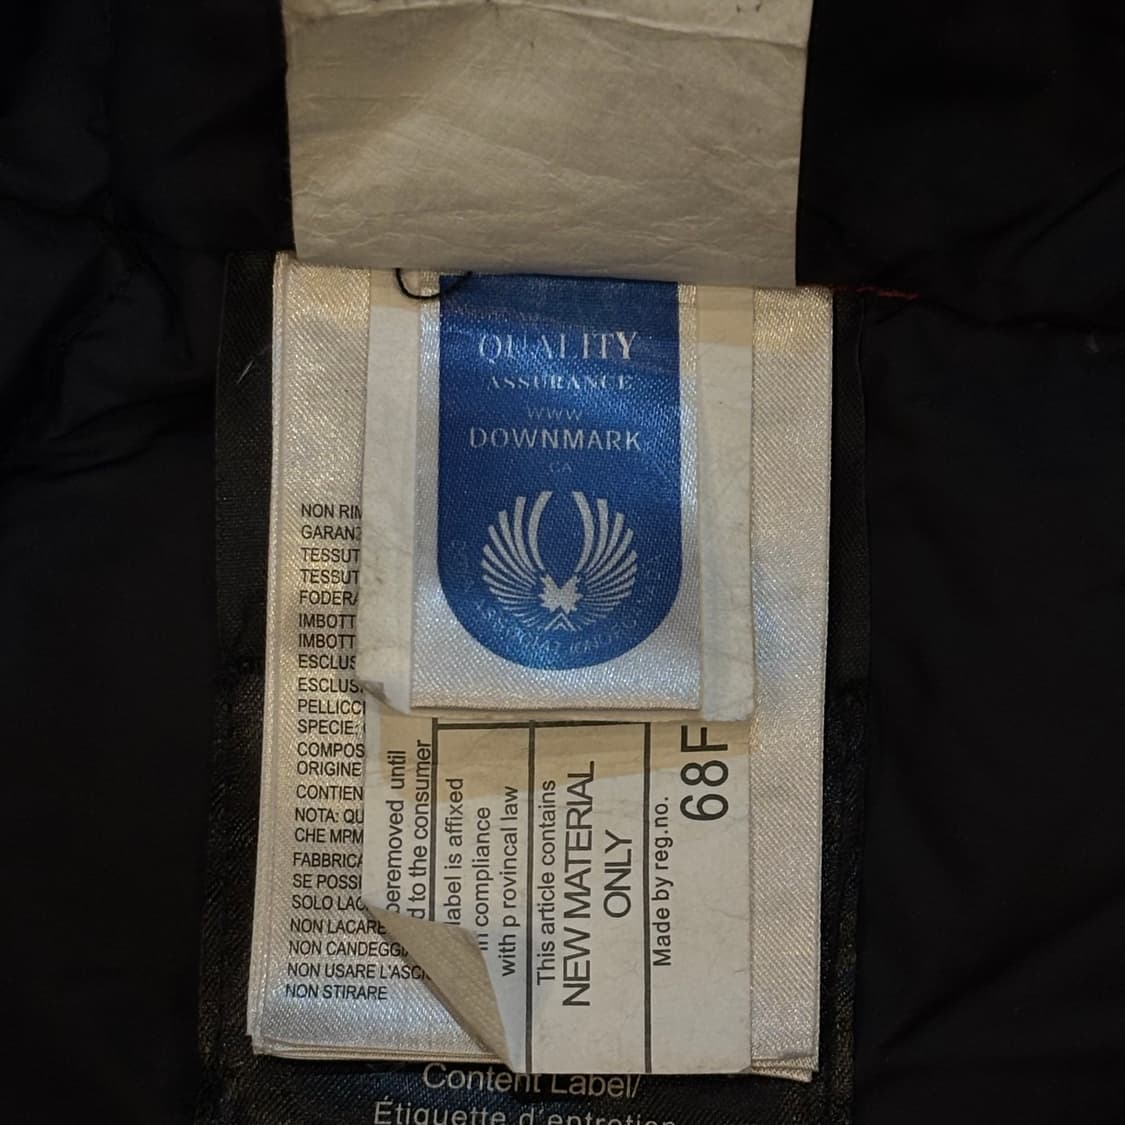 QUALITY
ASSURANCE
WWW
DOWNMARK
CA
NON RIM
GARANZ
TESSUT
TESSUT
FODERA
IMBOTT
IMBOTT
ESCLUS
ESCLUS
PELLICCI
SPECIE:
COMPOS
ORIGINE
CONTIEN
NOTA: QU
CHE MPM
FABBRICA
SE POSSI
SOLO LAC
NON LACARE
NON CANDEGGI
NON USARE L'ASCI
NON STIRARE
beremoved until
d to the consumer
label is affixed
in compliance
with p rovincal law
This article contains
NEW MATERIAL
ONLY
Made by reg.no.
68F
Content Label/
Étiquette d'entretien